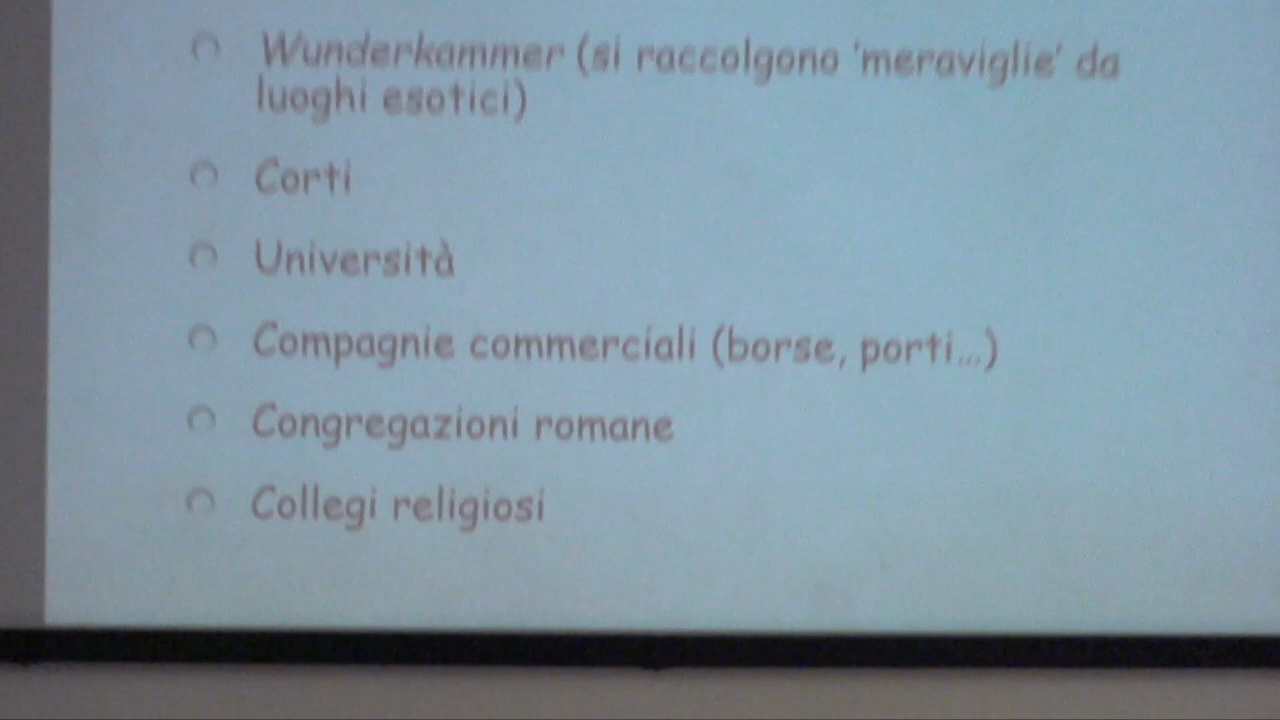 Wunderkammer (si raccolgono 'meraviglie' da
luoghi esotici)
Corti
Università
Compagnie commerciali (borse, porti...)
Congregazioni romane
Collegi religiosi